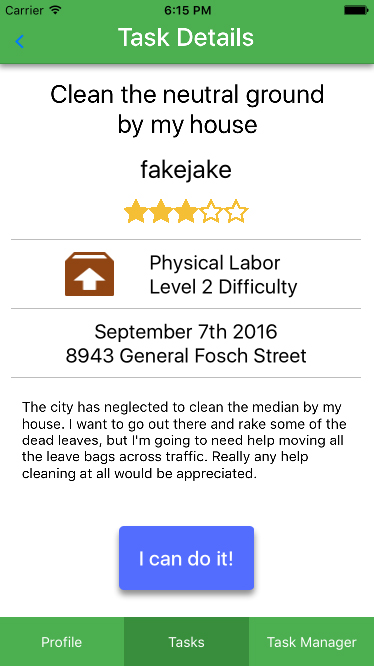 Carrier 6:15 PM
Task Details
Clean the neutral ground
by my house
fakejake
Physical Labor
Level 2 Difficulty
September 7th 2016
8943 General Fosch Street
The city has neglected to clean the median by my
house. I want to go out there and rake some of the
dead leaves, but I'm going to need help moving all
the leave bags across traffic. Really any help
cleaning at all would be appreciated.
I can do it!
Profile Tasks Task Manager